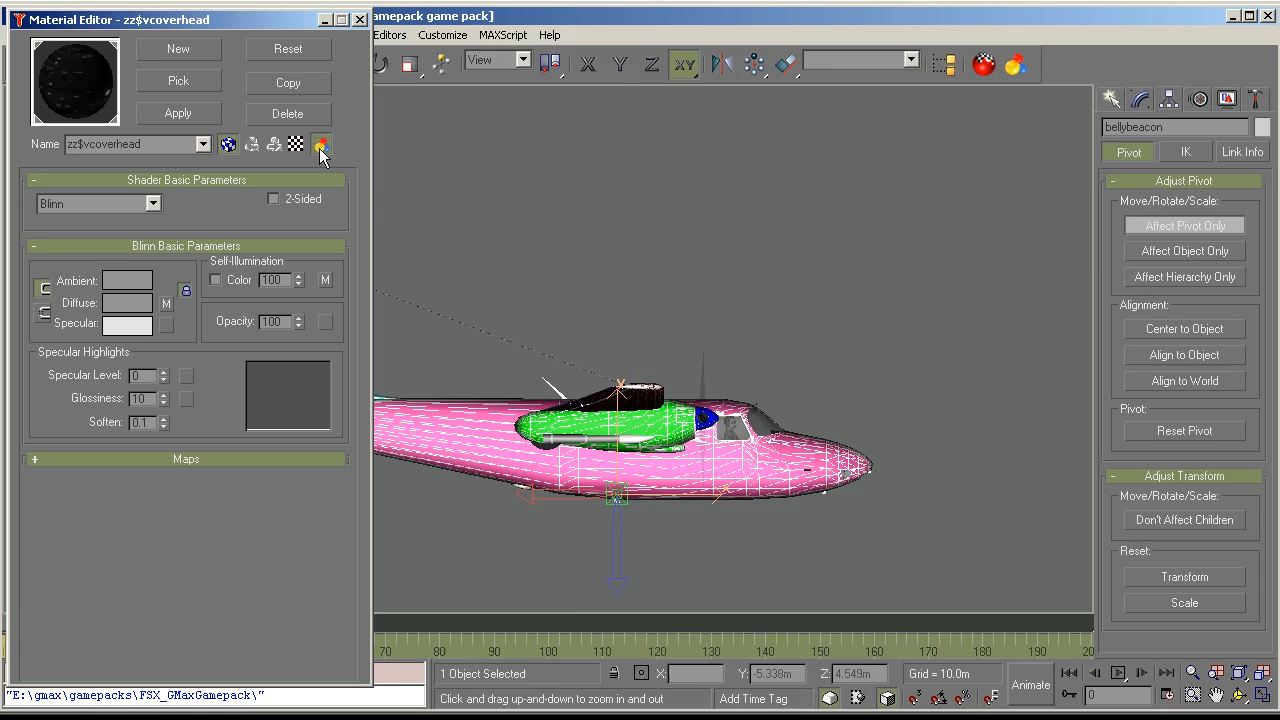 Material Editor - zz$vcoverhead
amepack game pack]
Editors Customize MAXScript Help
New Reset
Pick Copy
Apply Delete
View X Y Z XY
Name zz$vcoverhead
bellybeacon
Pivot IK Link Info
- Shader Basic Parameters
Blinn 2-Sided
- Blinn Basic Parameters
Self-Illumination
Ambient: Color 100 M
Diffuse: M
Specular: Opacity: 100
Specular Highlights
Specular Level: 0
Glossiness: 10
Soften: 0.1
+ Maps
- Adjust Pivot
Move/Rotate/Scale:
Affect Pivot Only
Affect Object Only
Affect Hierarchy Only
Alignment:
Center to Object
Align to Object
Align to World
Pivot:
Reset Pivot
- Adjust Transform
Move/Rotate/Scale:
Don't Affect Children
Reset:
Transform
Scale
70 80 90 100 110 120 130 140 150 160 170 180 190 20
1 Object Selected X: Y: -5.338m Z: 4.549m Grid = 10.0m Animate
"E:\gmax\gamepacks\FSX_GMaxGamepack\" Click and drag up-and-down to zoom in and out Add Time Tag 0